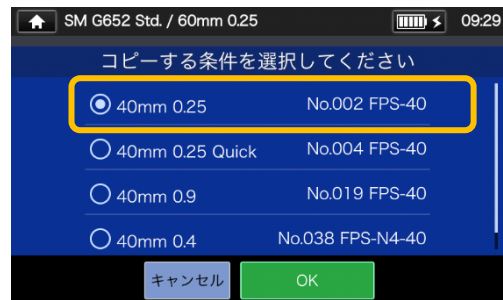 SM G652 Std. / 60mm 0.25 09:29
コピーする条件を選択してください
40mm 0.25 No.002 FPS-40
40mm 0.25 Quick No.004 FPS-40
40mm 0.9 No.019 FPS-40
40mm 0.4 No.038 FPS-N4-40
キャンセル OK